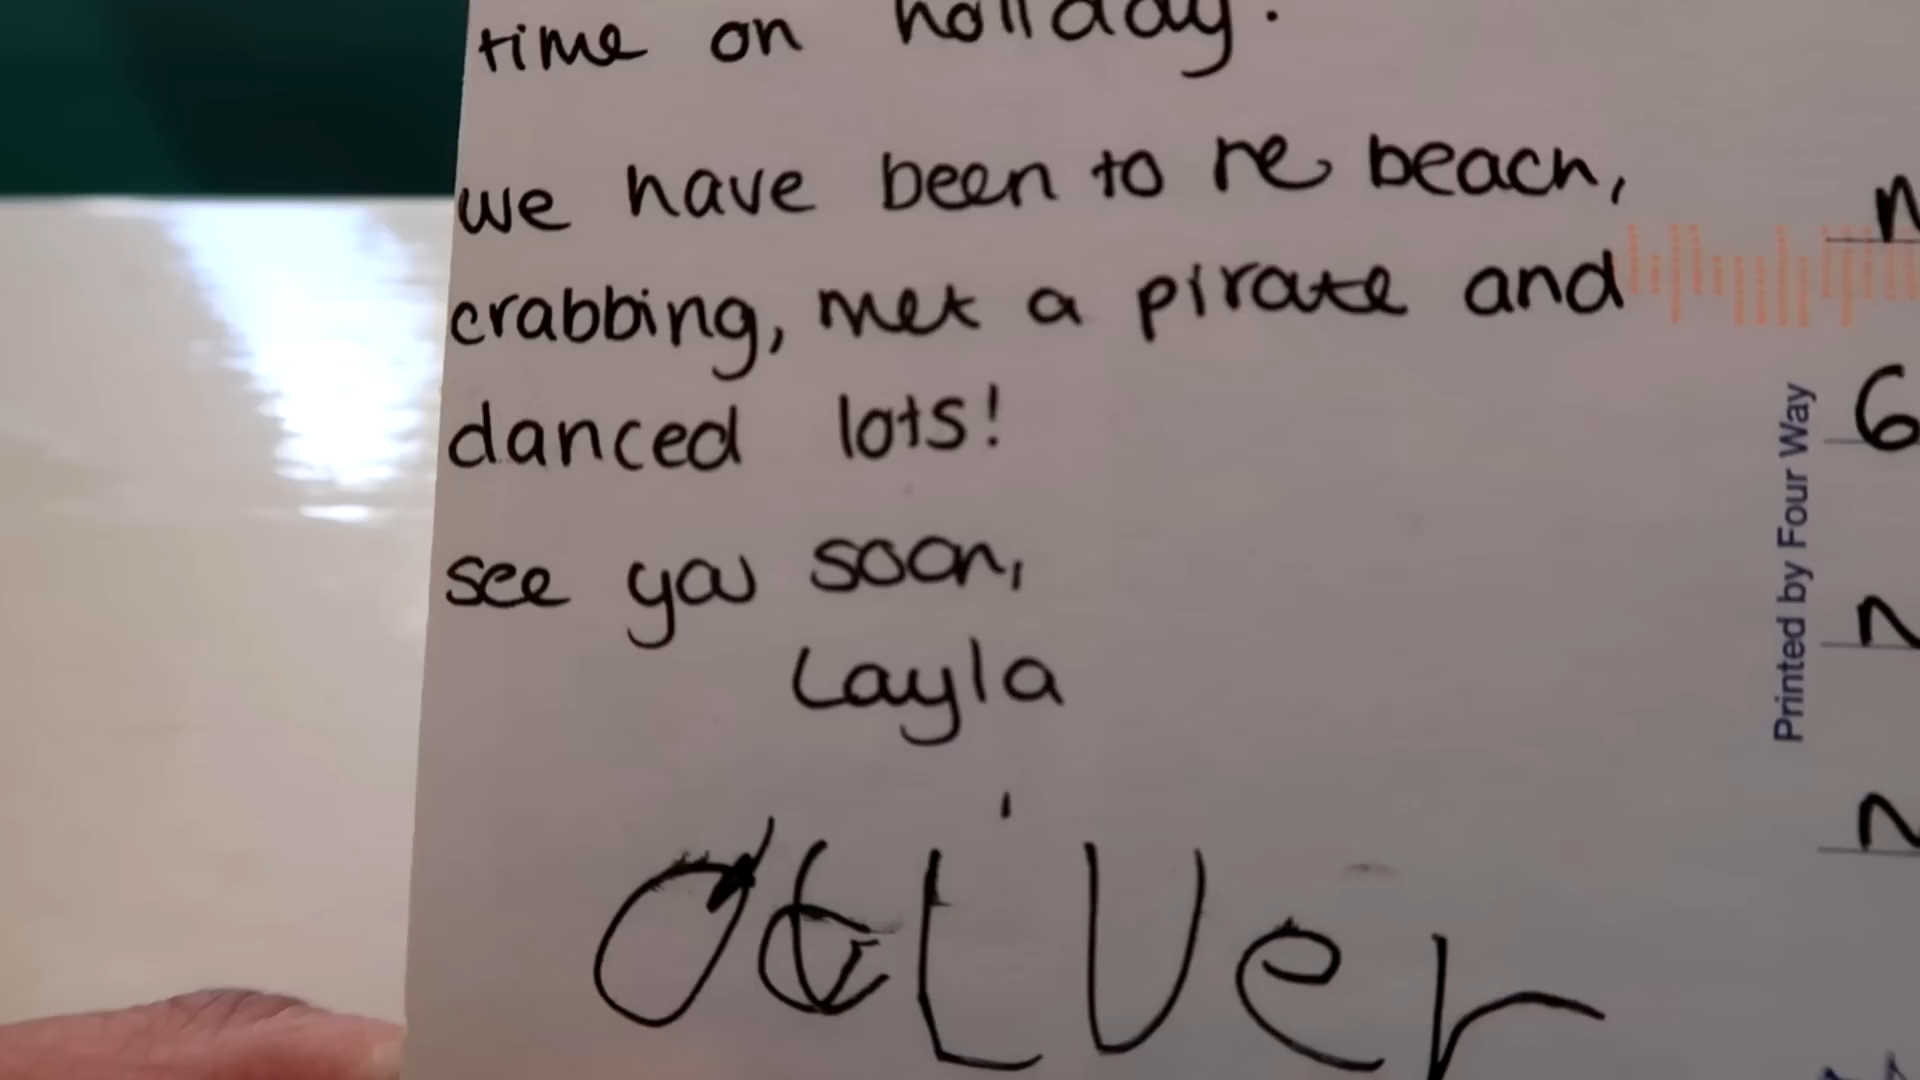 time on holiday.
we have been to re beach,
crabbing, met a pirate and
danced lots!
see you soon,
Layla
Oliver
Printed by Four Way
6